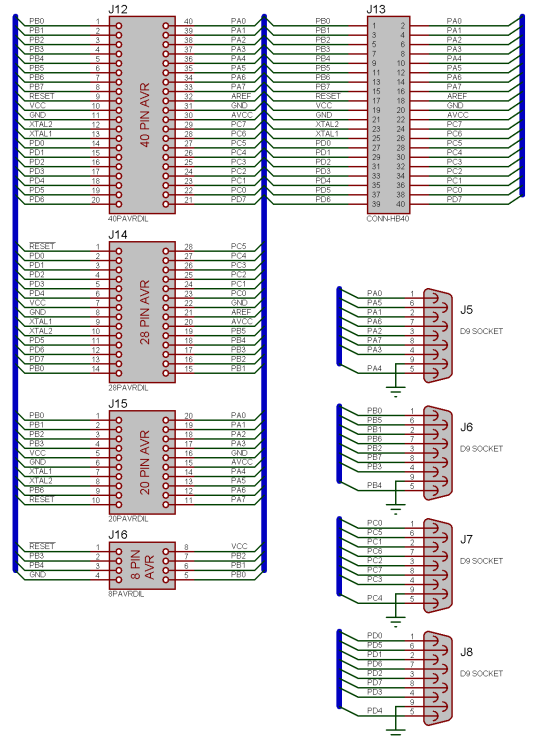 J12
PB0 1 40 PA0
PB1 2 39 PA1
PB2 3 38 PA2
PB3 4 37 PA3
PB4 5 36 PA4
PB5 6 35 PA5
PB6 7 34 PA6
PB7 8 33 PA7
RESET 9 32 AREF
VCC 10 31 GND
GND 11 30 AVCC
XTAL2 12 29 PC7
XTAL1 13 28 PC6
PD0 14 27 PC5
PD1 15 26 PC4
PD2 16 25 PC3
PD3 17 24 PC2
PD4 18 23 PC1
PD5 19 22 PC0
PD6 20 21 PD7
40 PIN AVR
40PAVRDIL
J13
PB0 1 2 PA0
PB1 3 4 PA1
PB2 5 6 PA2
PB3 7 8 PA3
PB4 9 10 PA4
PB5 11 12 PA5
PB6 13 14 PA6
PB7 15 16 PA7
RESET 17 18 AREF
VCC 19 20 GND
GND 21 22 AVCC
XTAL2 23 24 PC7
XTAL1 25 26 PC6
PD0 27 28 PC5
PD1 29 30 PC4
PD2 31 32 PC3
PD3 33 34 PC2
PD4 35 36 PC1
PD5 37 38 PC0
PD6 39 40 PD7
CONN-HB40
J14
RESET 1 28 PC5
PD0 2 27 PC4
PD1 3 26 PC3
PD2 4 25 PC2
PD3 5 24 PC1
PD4 6 23 PC0
VCC 7 22 GND
GND 8 21 AREF
XTAL1 9 20 AVCC
XTAL2 10 19 PB5
PD5 11 18 PB4
PD6 12 17 PB3
PD7 13 16 PB2
PB0 14 15 PB1
28 PIN AVR
28PAVRDIL
J15
PB0 1 20 PA0
PB1 2 19 PA1
PB2 3 18 PA2
PB3 4 17 PA3
VCC 5 16 GND
GND 6 15 AVCC
XTAL1 7 14 PA4
XTAL2 8 13 PA5
PB6 9 12 PA6
RESET 10 11 PA7
20 PIN AVR
20PAVRDIL
J16
RESET 1 8 VCC
PB3 2 7 PB2
PB4 3 6 PB1
GND 4 5 PB0
8 PIN
AVR
8PAVRDIL
PA0 1
PA5 6
PA1 2
PA6 7
PA2 3
PA7 8
PA3 4
9
PA4 5
J5
D9 SOCKET
PB0 1
PB5 6
PB1 2
PB6 7
PB2 3
PB7 8
PB3 4
9
PB4 5
J6
D9 SOCKET
PC0 1
PC5 6
PC1 2
PC6 7
PC2 3
PC7 8
PC3 4
9
PC4 5
J7
D9 SOCKET
PD0 1
PD5 6
PD1 2
PD6 7
PD2 3
PD7 8
PD3 4
9
PD4 5
J8
D9 SOCKET